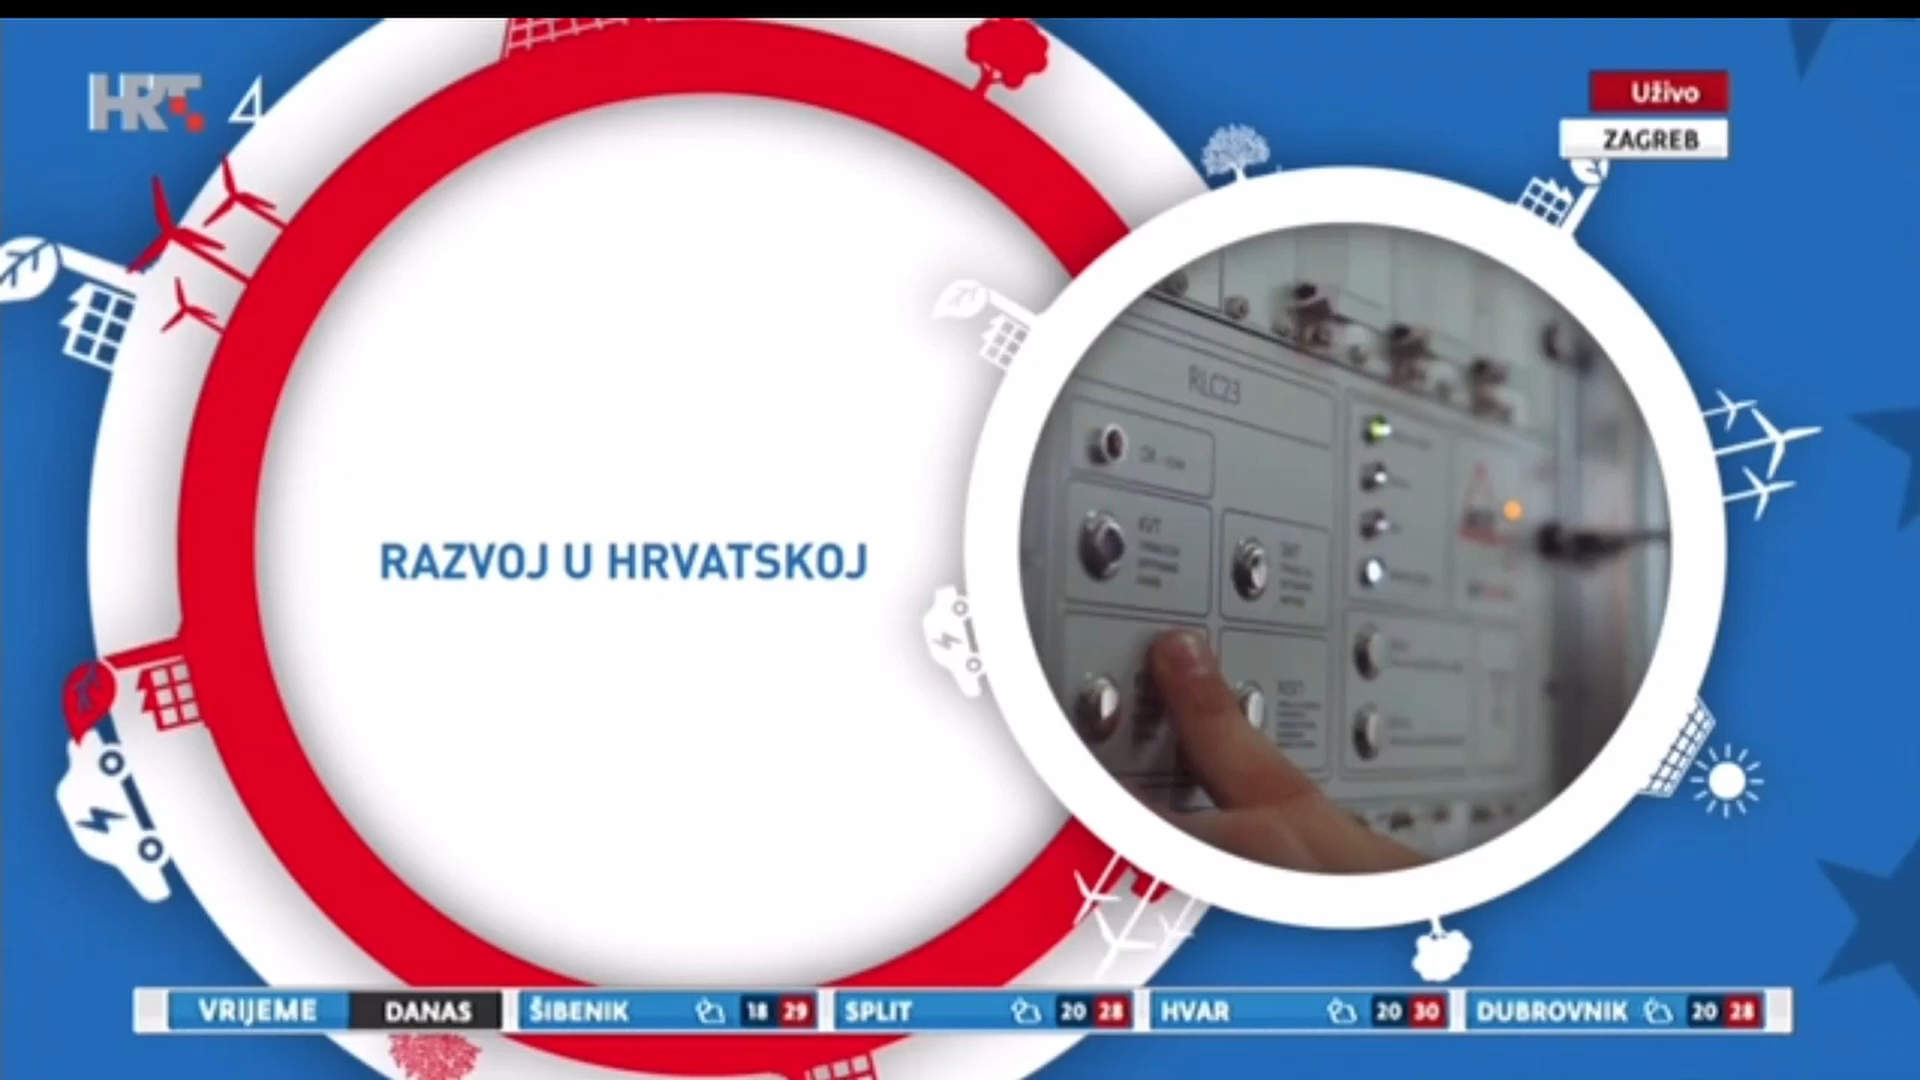 HRT 4
Uživo
ZAGREB
RLC23
RAZVOJ U HRVATSKOJ
VRIJEME DANAS ŠIBENIK 18 29 SPLIT 20 28 HVAR 20 30 DUBROVNIK 20 28